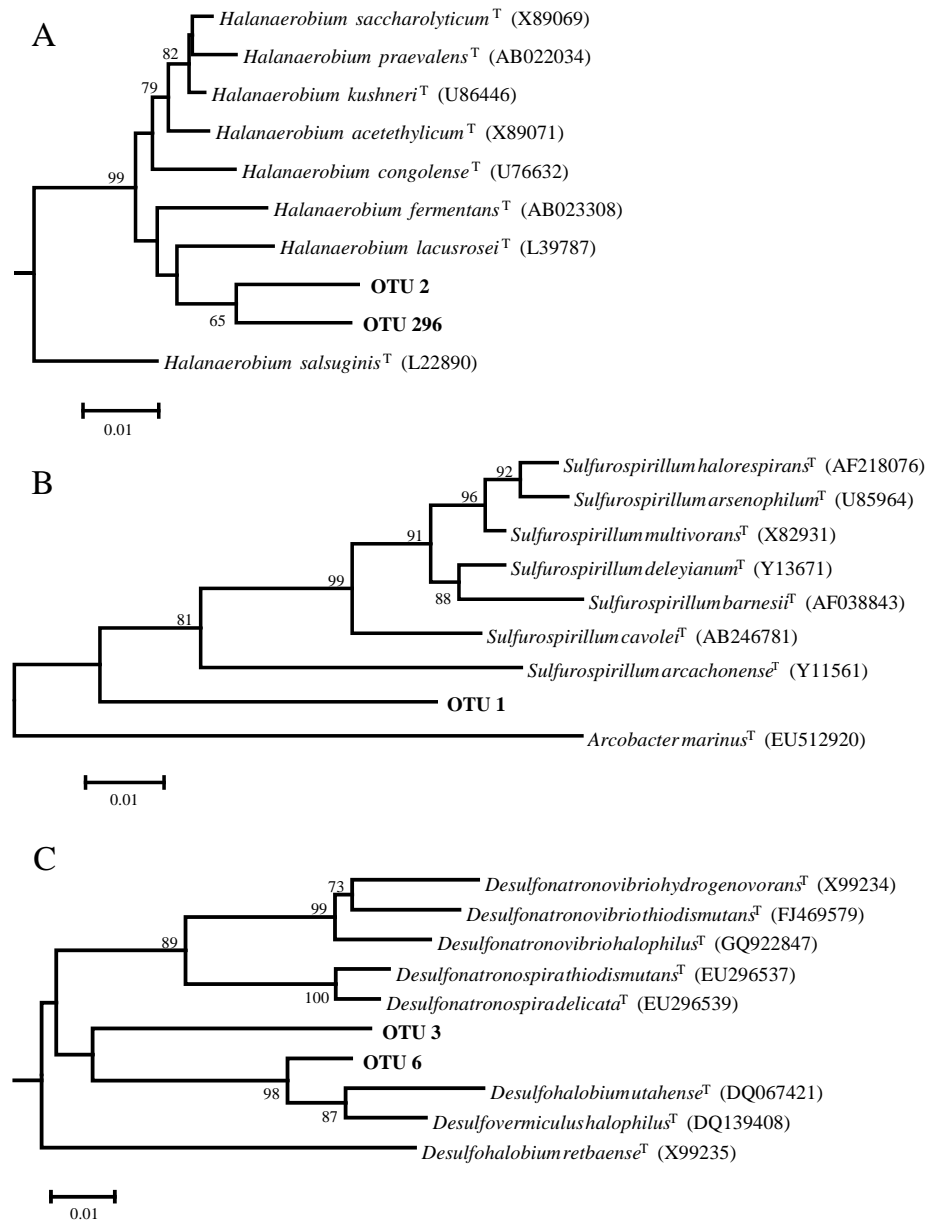 A
Halanaerobium saccharolyticum T (X89069)
82
Halanaerobium praevalens T (AB022034)
79
Halanaerobium kushneri T (U86446)
Halanaerobium acetethylicum T (X89071)
99
Halanaerobium congolense T (U76632)
Halanaerobium fermentans T (AB023308)
Halanaerobium lacusrosei T (L39787)
OTU 2
65
OTU 296
Halanaerobium salsuginis T (L22890)
0.01
B
92
Sulfurospirillum halorespirans T (AF218076)
96
Sulfurospirillum arsenophilum T (U85964)
91
Sulfurospirillum multivorans T (X82931)
99
Sulfurospirillum deleyianum T (Y13671)
88
Sulfurospirillum barnesii T (AF038843)
81
Sulfurospirillum cavolei T (AB246781)
Sulfurospirillum arcachonense T (Y11561)
OTU 1
Arcobacter marinus T (EU512920)
0.01
C
73
Desulfonatronovibrio hydrogenovorans T (X99234)
99
Desulfonatronovibrio thiodismutans T (FJ469579)
89
Desulfonatronovibrio halophilus T (GQ922847)
Desulfonatronospira thiodismutans T (EU296537)
100
Desulfonatronospira delicata T (EU296539)
OTU 3
OTU 6
98
Desulfohalobium utahense T (DQ067421)
87
Desulfovermiculus halophilus T (DQ139408)
Desulfohalobium retbaense T (X99235)
0.01